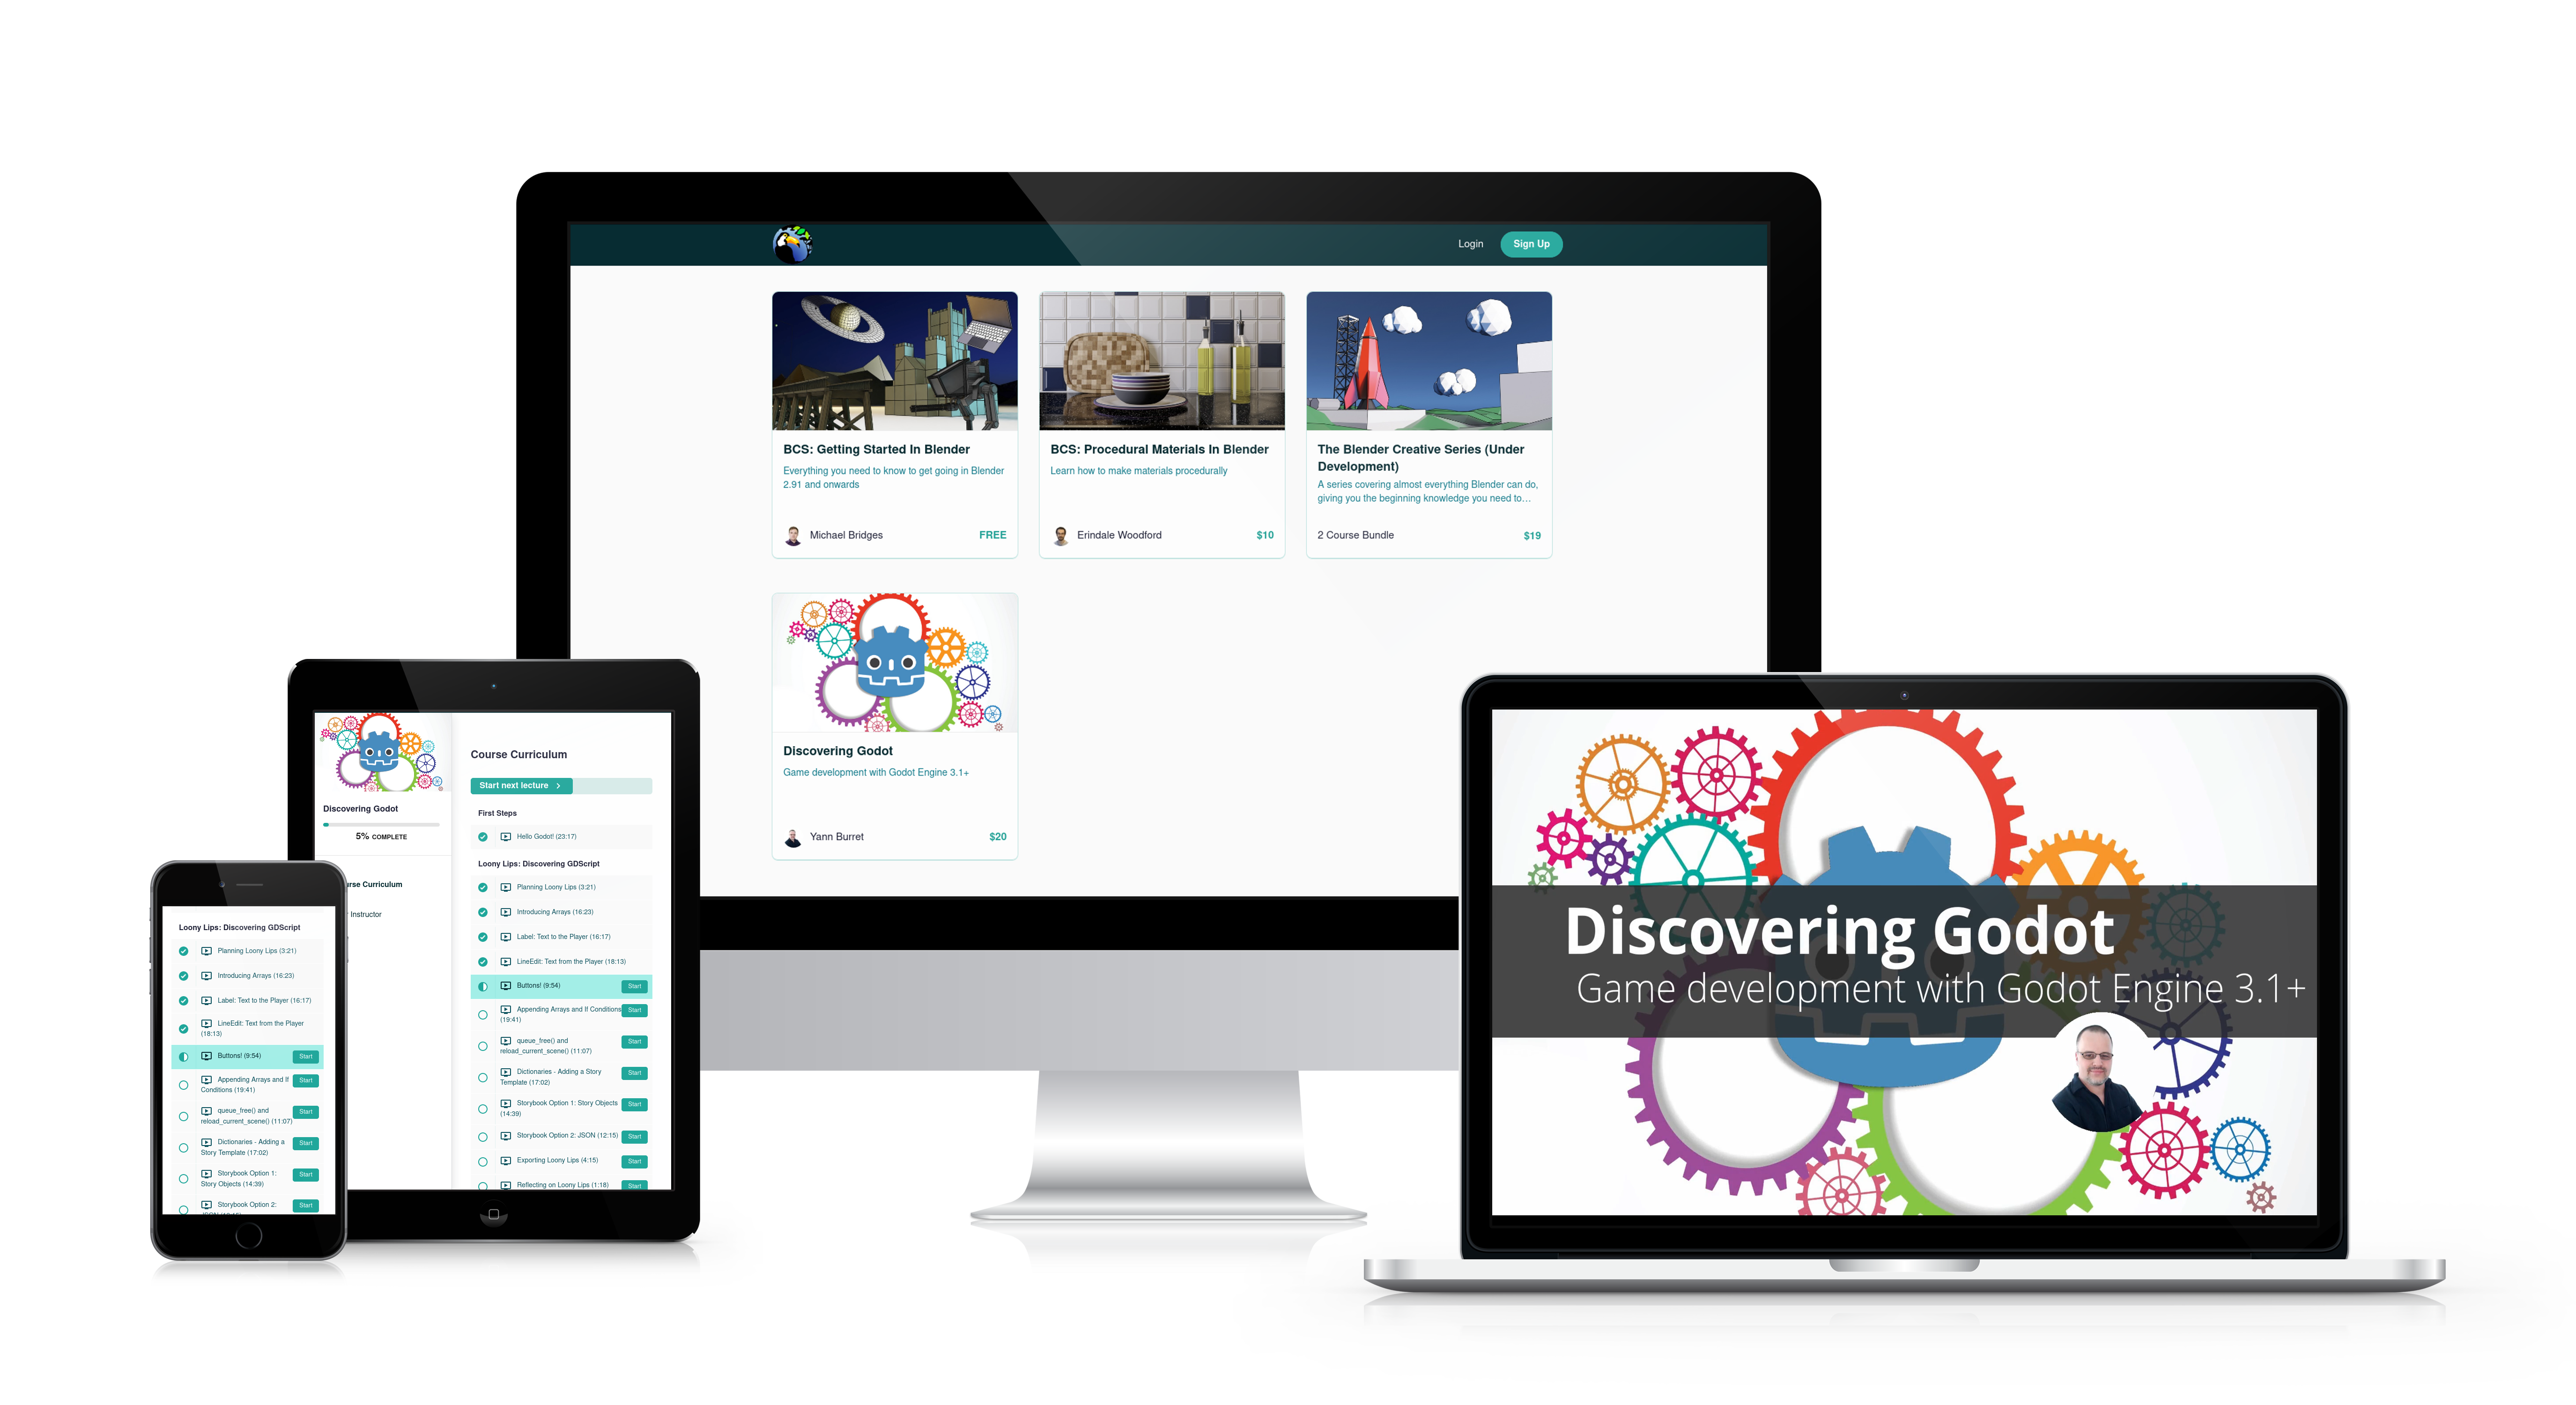 Login
Sign Up
BCS: Getting Started In Blender
Everything you need to know to get going in Blender
2.91 and onwards
Michael Bridges
FREE
BCS: Procedural Materials In Blender
Learn how to make materials procedurally
Erindale Woodford
$10
The Blender Creative Series (Under
Development)
A series covering almost everything Blender can do,
giving you the beginning knowledge you need to...
2 Course Bundle
$19
Discovering Godot
Game development with Godot Engine 3.1+
Yann Burret
$20
Discovering Godot
5% COMPLETE
Curriculum
Instructor
Course Curriculum
Start next lecture
First Steps
Hello Godot! (23:17)
Loony Lips: Discovering GDScript
Planning Loony Lips (3:21)
Introducing Arrays (16:23)
Label: Text to the Player (16:17)
LineEdit: Text from the Player (18:13)
Buttons! (9:54)
Start
Appending Arrays and If Conditions
(19:41)
Start
queue_free() and
reload_current_scene() (11:07)
Start
Dictionaries - Adding a Story
Template (17:02)
Start
Storybook Option 1: Story Objects
(14:39)
Start
Storybook Option 2: JSON (12:15)
Start
Exporting Loony Lips (4:15)
Start
Reflecting on Loony Lips (1:18)
Start
Loony Lips: Discovering GDScript
Planning Loony Lips (3:21)
Introducing Arrays (16:23)
Label: Text to the Player (16:17)
LineEdit: Text from the Player
(18:13)
Buttons! (9:54)
Start
Appending Arrays and If
Conditions (19:41)
Start
queue_free() and
reload_current_scene() (11:07)
Start
Dictionaries - Adding a
Story Template (17:02)
Start
Storybook Option 1:
Story Objects (14:39)
Start
Storybook Option 2:
Start
Discovering Godot
Game development with Godot Engine 3.1+